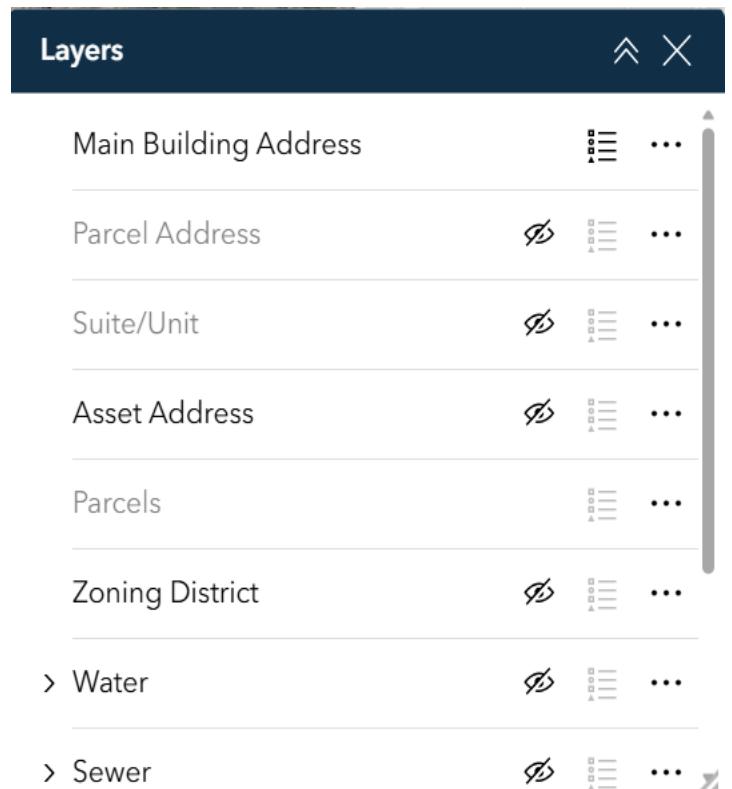 Layers
Main Building Address
Parcel Address
Suite/Unit
Asset Address
Parcels
Zoning District
Water
Sewer